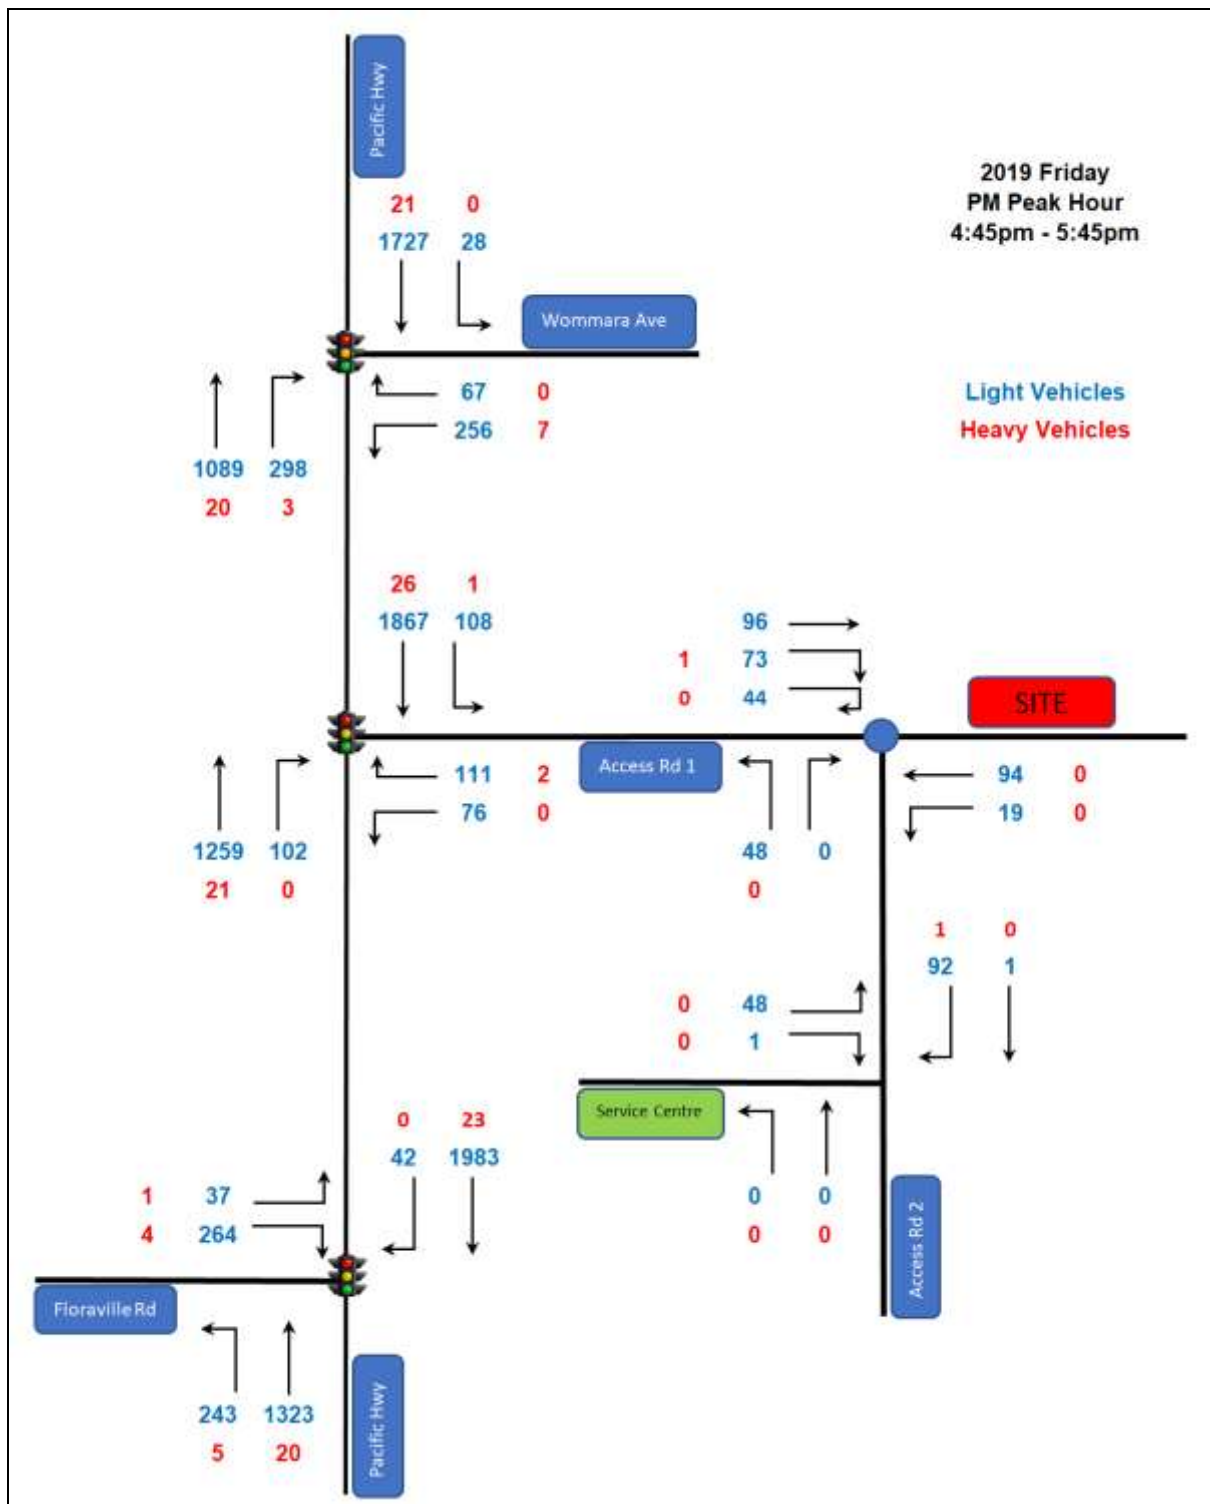 Pacific Hwy
2019 Friday
PM Peak Hour
4:45pm - 5:45pm
21 0
1727 28
Wommara Ave
67 0
256 7
Light Vehicles
Heavy Vehicles
1089 298
20 3
26 1
1867 108
96
1 73
0 44
SITE
Access Rd 1
111 2
76 0
94 0
19 0
1259 102
21 0
48 0
0
1 0
92 1
0 48
0 1
Service Centre
0 23
42 1983
1 37
4 264
0 0
0 0
Access Rd 2
Floraville Rd
243 1323
5 20
Pacific Hwy